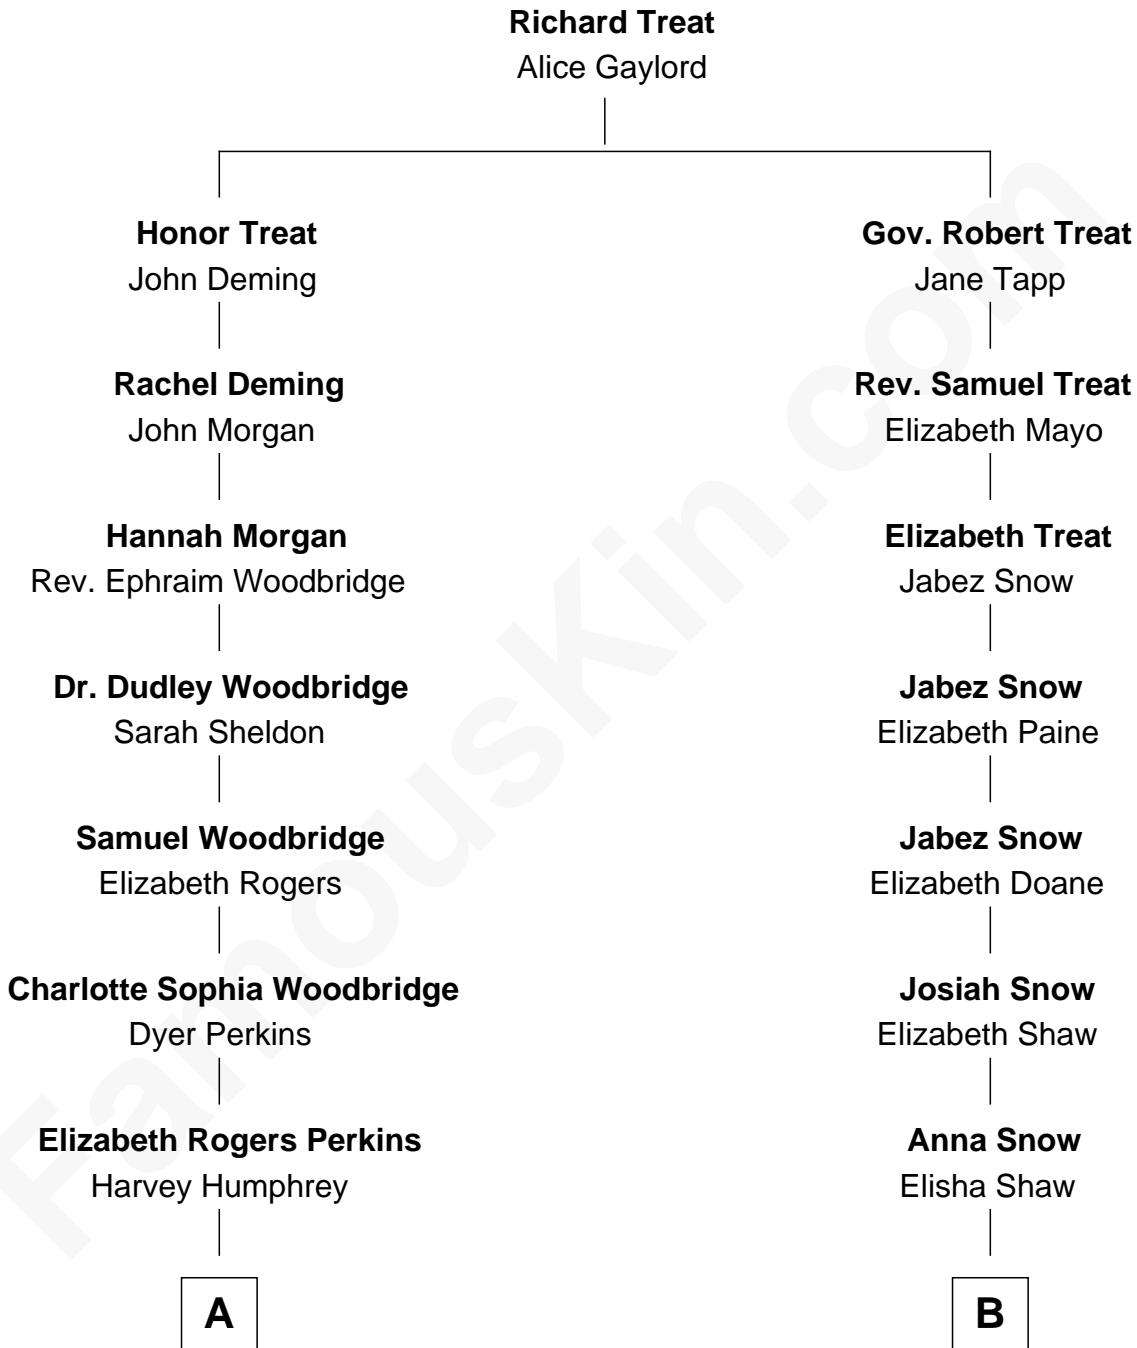 Richard Treat
Alice Gaylord
Honor Treat
John Deming
Gov. Robert Treat
Jane Tapp
Rachel Deming
John Morgan
Rev. Samuel Treat
Elizabeth Mayo
Hannah Morgan
Rev. Ephraim Woodbridge
Elizabeth Treat
Jabez Snow
Dr. Dudley Woodbridge
Sarah Sheldon
Jabez Snow
Elizabeth Paine
Samuel Woodbridge
Elizabeth Rogers
Jabez Snow
Elizabeth Doane
Charlotte Sophia Woodbridge
Dyer Perkins
Josiah Snow
Elizabeth Shaw
Elizabeth Rogers Perkins
Harvey Humphrey
Anna Snow
Elisha Shaw
A
B
FamousKin.com